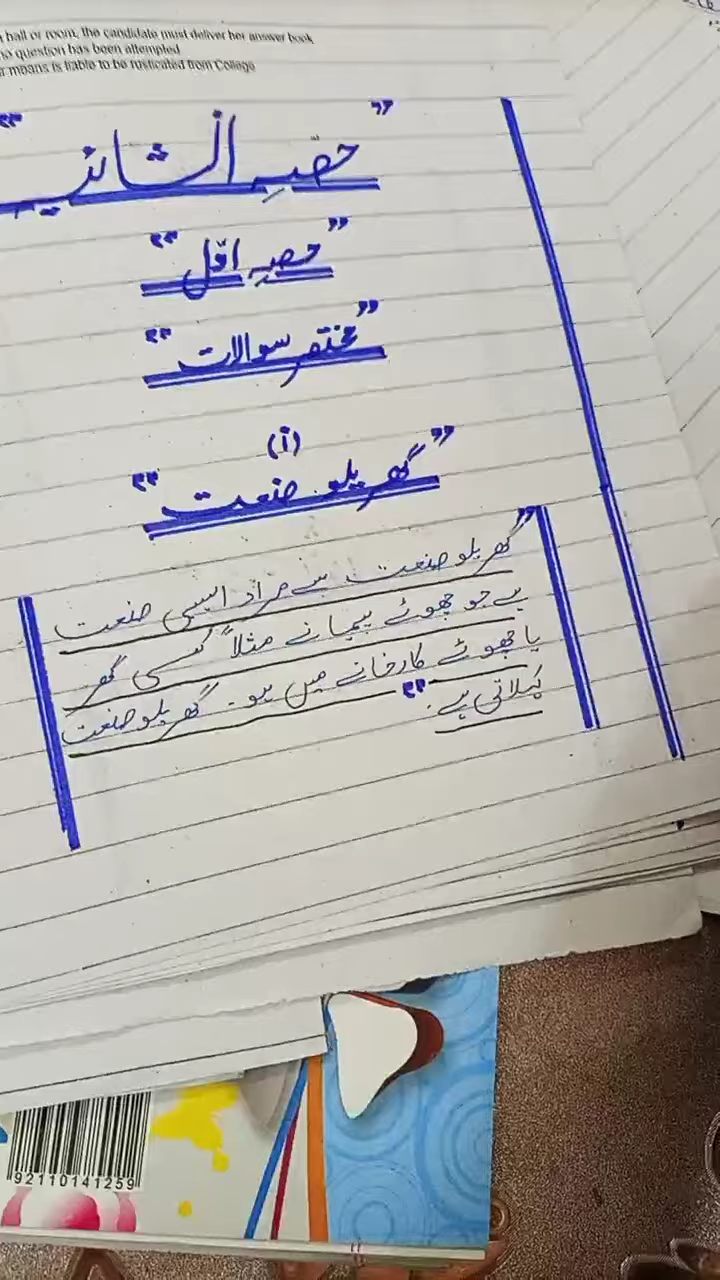 hall or room, the candidate must deliver her answer book
no question has been attempted
r means is liable to be rusticated from College
"حصہِ انشائیہ"
"حصہِ اوّل"
"مختصر سوالات"
(i)
"گھریلو صنعت"
"گھریلو صنعت سے مراد ایسی صنعت
ہے جو چھوٹے پیمانے مثلاً کسی گھر
یا چھوٹے کارخانے میں ہو۔ گھریلو صنعت
کہلاتی ہے۔"
92110141259